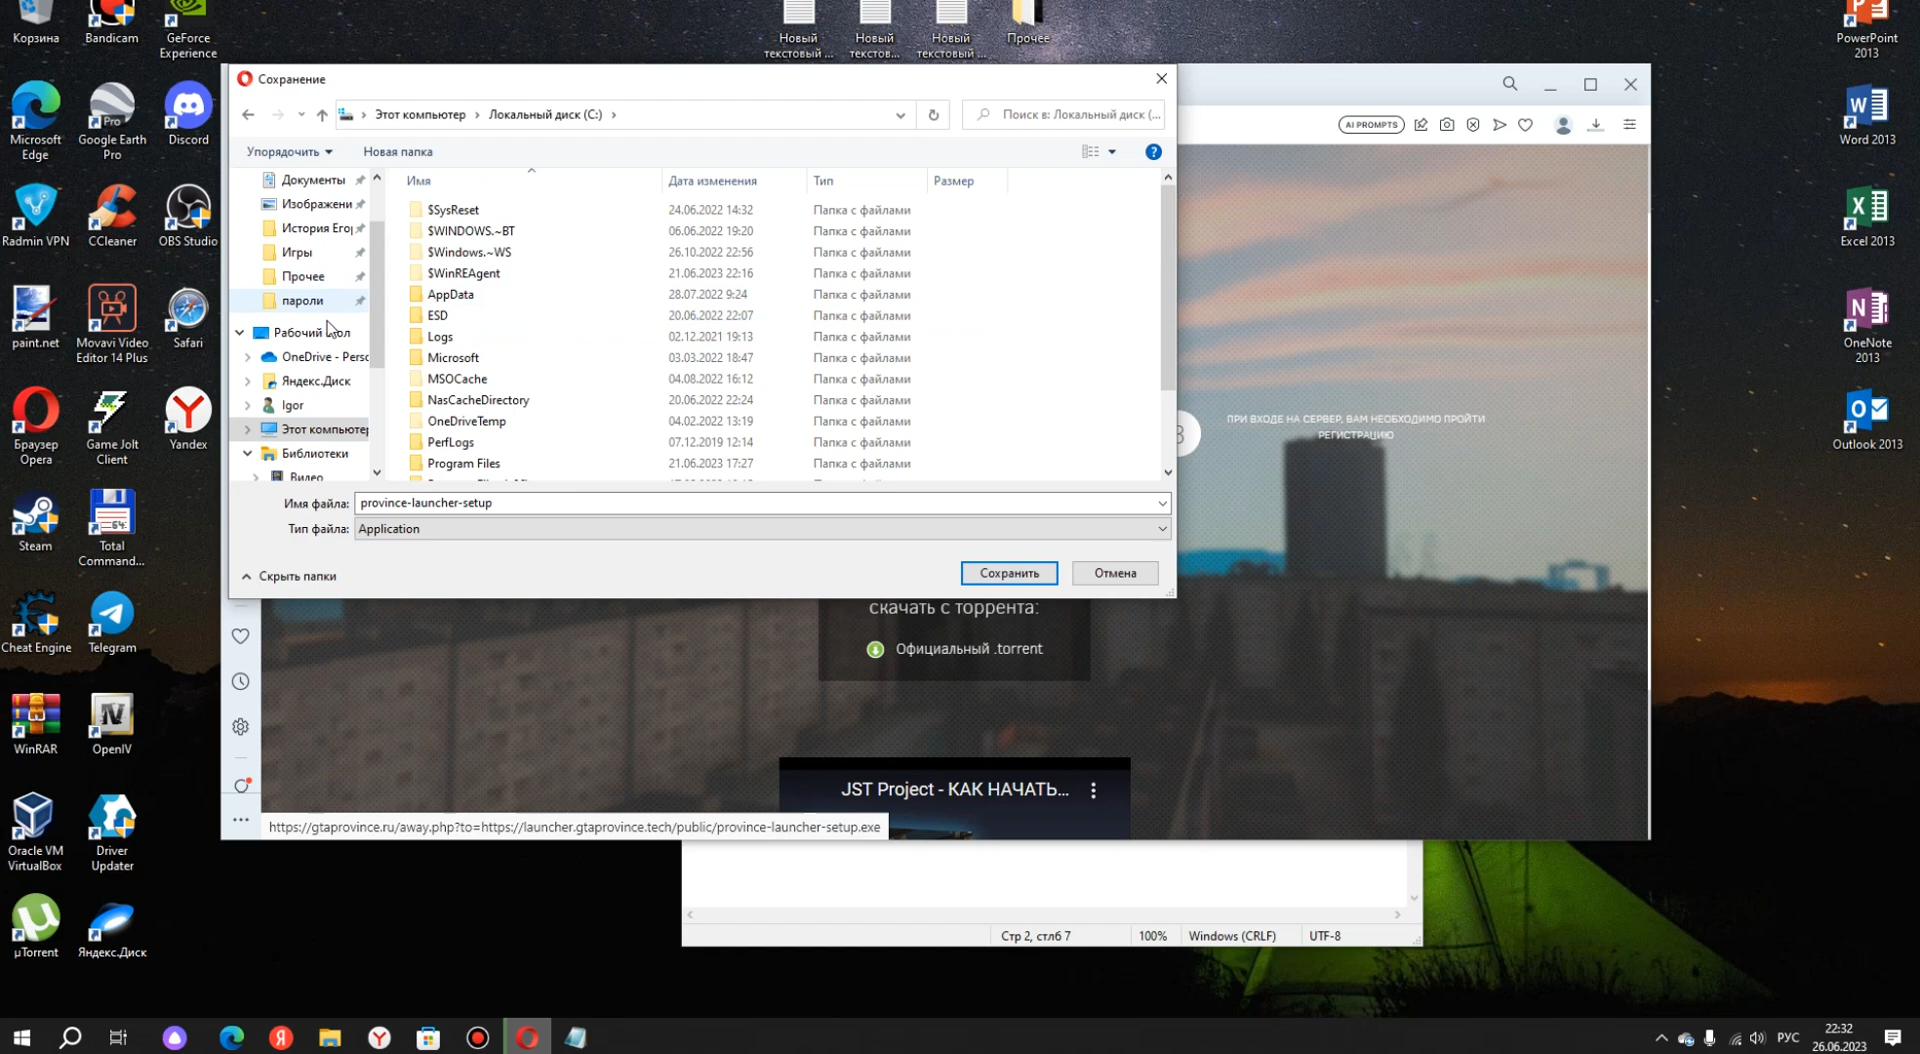 Корзина
Bandicam
GeForce
Experience
Новый
текстовый ...
Новый
текстов...
Новый
текстовый ...
Прочее
PowerPoint
2013
Microsoft
Edge
Google Earth
Pro
Discord
Radmin VPN
CCleaner
OBS Studio
paint.net
Movavi Video
Editor 14 Plus
Safari
Браузер
Opera
Game Jolt
Client
Yandex
Steam
Total
Command...
Cheat Engine
Telegram
WinRAR
OpenIV
Oracle VM
VirtualBox
Driver
Updater
µTorrent
Яндекс.Диск
Word 2013
Excel 2013
OneNote
2013
Outlook 2013
Сохранение
Этот компьютер
Локальный диск (C:)
Поиск в: Локальный диск (...
Упорядочить
Новая папка
Документы
Изображени
История Его
Игры
Прочее
пароли
Рабочий стол
OneDrive - Perso
Яндекс.Диск
Igor
Этот компьютер
Библиотеки
Видео
Имя Дата изменения Тип Размер
$SysReset 24.06.2022 14:32 Папка с файлами
$WINDOWS.~BT 06.06.2022 19:20 Папка с файлами
$Windows.~WS 26.10.2022 22:56 Папка с файлами
$WinREAgent 21.06.2023 22:16 Папка с файлами
AppData 28.07.2022 9:24 Папка с файлами
ESD 20.06.2022 22:07 Папка с файлами
Logs 02.12.2021 19:13 Папка с файлами
Microsoft 03.03.2022 18:47 Папка с файлами
MSOCache 04.08.2022 16:12 Папка с файлами
NasCacheDirectory 20.06.2022 22:24 Папка с файлами
OneDriveTemp 04.02.2022 13:19 Папка с файлами
PerfLogs 07.12.2019 12:14 Папка с файлами
Program Files 21.06.2023 17:27 Папка с файлами
Имя файла: province-launcher-setup
Тип файла: Application
Скрыть папки
Сохранить
Отмена
AI PROMPTS
ПРИ ВХОДЕ НА СЕРВЕР, ВАМ НЕОБХОДИМО ПРОЙТИ
РЕГИСТРАЦИЮ
скачать с торрента:
Официальный .torrent
JST Project - КАК НАЧАТЬ...
https://gtaprovince.ru/away.php?to=https://launcher.gtaprovince.tech/public/province-launcher-setup.exe
Стр 2, стлб 7
100%
Windows (CRLF)
UTF-8
РУС
22:32
26.06.2023